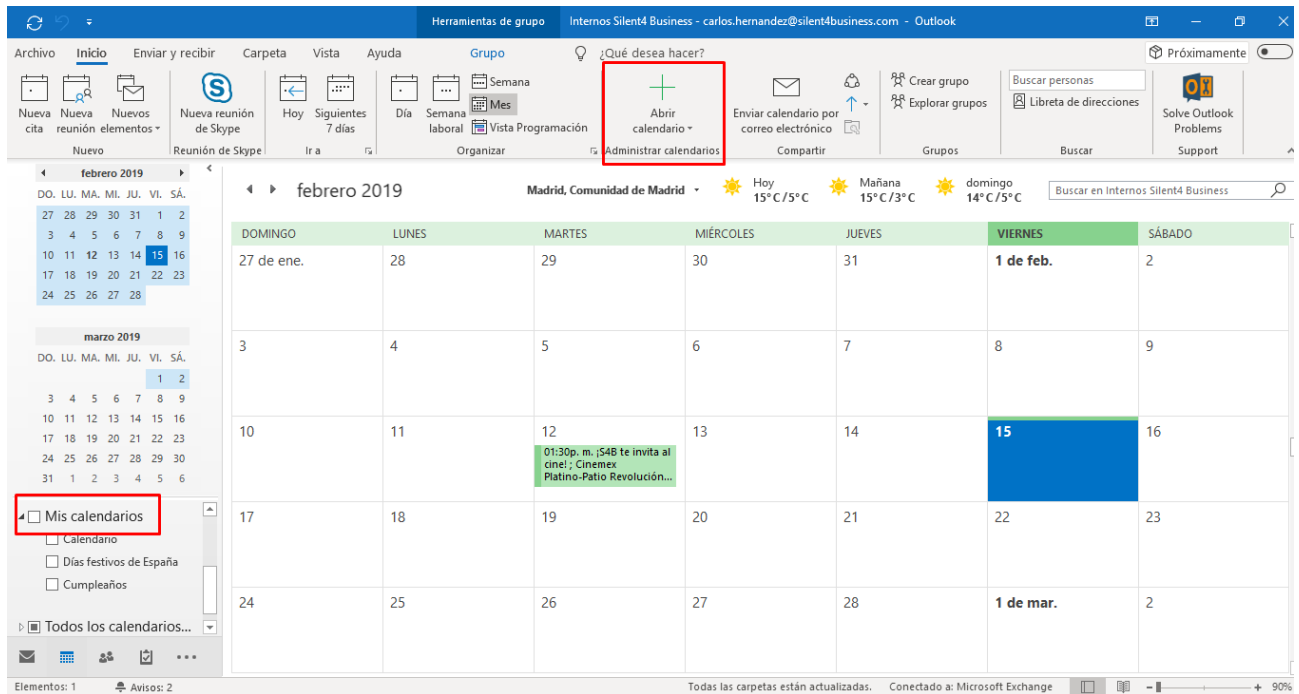 Herramientas de grupo Internos Silent4 Business - carlos.hernandez@silent4business.com - Outlook
Archivo Inicio Enviar y recibir Carpeta Vista Ayuda Grupo ¿Qué desea hacer? Próximamente
Nueva cita
Nueva reunión
Nuevos elementos
Nuevo
Nueva reunión de Skype
Reunión de Skype
Hoy
Siguientes 7 días
Ir a
Día
Semana laboral
Semana
Mes
Vista Programación
Organizar
Abrir calendario
Administrar calendarios
Enviar calendario por correo electrónico
Compartir
Crear grupo
Explorar grupos
Grupos
Buscar personas
Libreta de direcciones
Buscar
Solve Outlook Problems
Support
febrero 2019
DO. LU. MA. MI. JU. VI. SÁ.
27 28 29 30 31 1 2
3 4 5 6 7 8 9
10 11 12 13 14 15 16
17 18 19 20 21 22 23
24 25 26 27 28
marzo 2019
DO. LU. MA. MI. JU. VI. SÁ.
1 2
3 4 5 6 7 8 9
10 11 12 13 14 15 16
17 18 19 20 21 22 23
24 25 26 27 28 29 30
31 1 2 3 4 5 6
Mis calendarios
Calendario
Días festivos de España
Cumpleaños
Todos los calendarios...
febrero 2019
Madrid, Comunidad de Madrid
Hoy
15°C/5°C
Mañana
15°C/3°C
domingo
14°C/5°C
Buscar en Internos Silent4 Business
DOMINGO LUNES MARTES MIÉRCOLES JUEVES VIERNES SÁBADO
27 de ene. 28 29 30 31 1 de feb. 2
3 4 5 6 7 8 9
10 11 12 13 14 15 16
01:30p. m. ¡S4B te invita al
cine! ; Cinemex
Platino-Patio Revolución...
17 18 19 20 21 22 23
24 25 26 27 28 1 de mar. 2
Elementos: 1 Avisos: 2 Todas las carpetas están actualizadas. Conectado a: Microsoft Exchange 90%